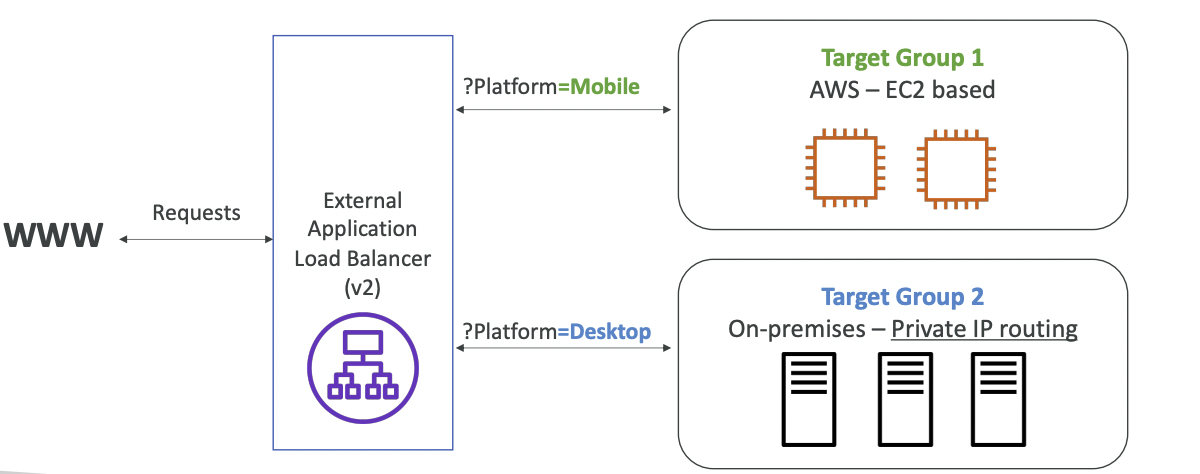 WWW
Requests
External
Application
Load Balancer
(v2)
?Platform=Mobile
Target Group 1
AWS – EC2 based
?Platform=Desktop
Target Group 2
On-premises – Private IP routing